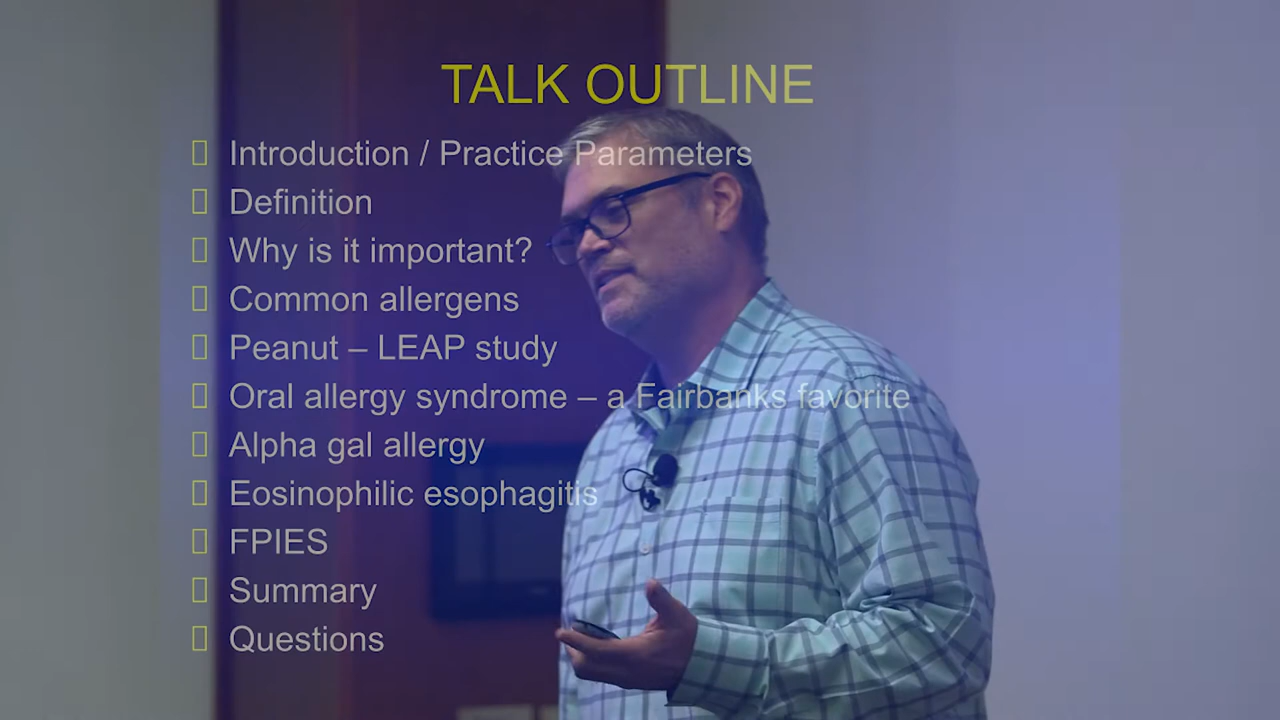 TALK OUTLINE
Introduction / Practice Parameters
Definition
Why is it important?
Common allergens
Peanut – LEAP study
Oral allergy syndrome – a Fairbanks favorite
Alpha gal allergy
Eosinophilic esophagitis
FPIES
Summary
Questions